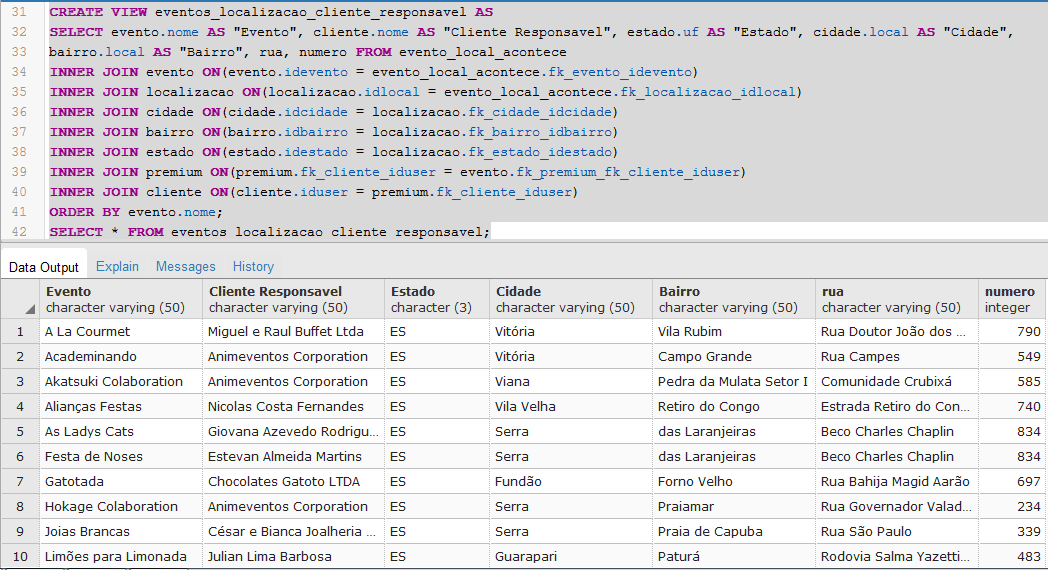 31 CREATE VIEW eventos_localizacao_cliente_responsavel AS
32 SELECT evento.nome AS "Evento", cliente.nome AS "Cliente Responsavel", estado.uf AS "Estado", cidade.local AS "Cidade",
33 bairro.local AS "Bairro", rua, numero FROM evento_local_acontece
34 INNER JOIN evento ON(evento.idevento = evento_local_acontece.fk_evento_idevento)
35 INNER JOIN localizacao ON(localizacao.idlocal = evento_local_acontece.fk_localizacao_idlocal)
36 INNER JOIN cidade ON(cidade.idcidade = localizacao.fk_cidade_idcidade)
37 INNER JOIN bairro ON(bairro.idbairro = localizacao.fk_bairro_idbairro)
38 INNER JOIN estado ON(estado.idestado = localizacao.fk_estado_idestado)
39 INNER JOIN premium ON(premium.fk_cliente_iduser = evento.fk_premium_fk_cliente_iduser)
40 INNER JOIN cliente ON(cliente.iduser = premium.fk_cliente_iduser)
41 ORDER BY evento.nome;
42 SELECT * FROM eventos_localizacao_cliente_responsavel;
Data Output Explain Messages History
Evento Cliente Responsavel Estado Cidade Bairro rua numero
character varying (50) character varying (50) character (3) character varying (50) character varying (50) character varying (50) integer
1 A La Courmet Miguel e Raul Buffet Ltda ES Vitória Vila Rubim Rua Doutor João dos ... 790
2 Academinando Animeventos Corporation ES Vitória Campo Grande Rua Campes 549
3 Akatsuki Colaboration Animeventos Corporation ES Viana Pedra da Mulata Setor I Comunidade Crubixá 585
4 Alianças Festas Nicolas Costa Fernandes ES Vila Velha Retiro do Congo Estrada Retiro do Con... 740
5 As Ladys Cats Giovana Azevedo Rodrigu... ES Serra das Laranjeiras Beco Charles Chaplin 834
6 Festa de Noses Estevan Almeida Martins ES Serra das Laranjeiras Beco Charles Chaplin 834
7 Gatotada Chocolates Gatoto LTDA ES Fundão Forno Velho Rua Bahija Magid Aarão 697
8 Hokage Colaboration Animeventos Corporation ES Serra Praiamar Rua Governador Valad... 234
9 Joias Brancas César e Bianca Joalheria ... ES Serra Praia de Capuba Rua São Paulo 339
10 Limões para Limonada Julian Lima Barbosa ES Guarapari Paturá Rodovia Salma Yazetti... 483